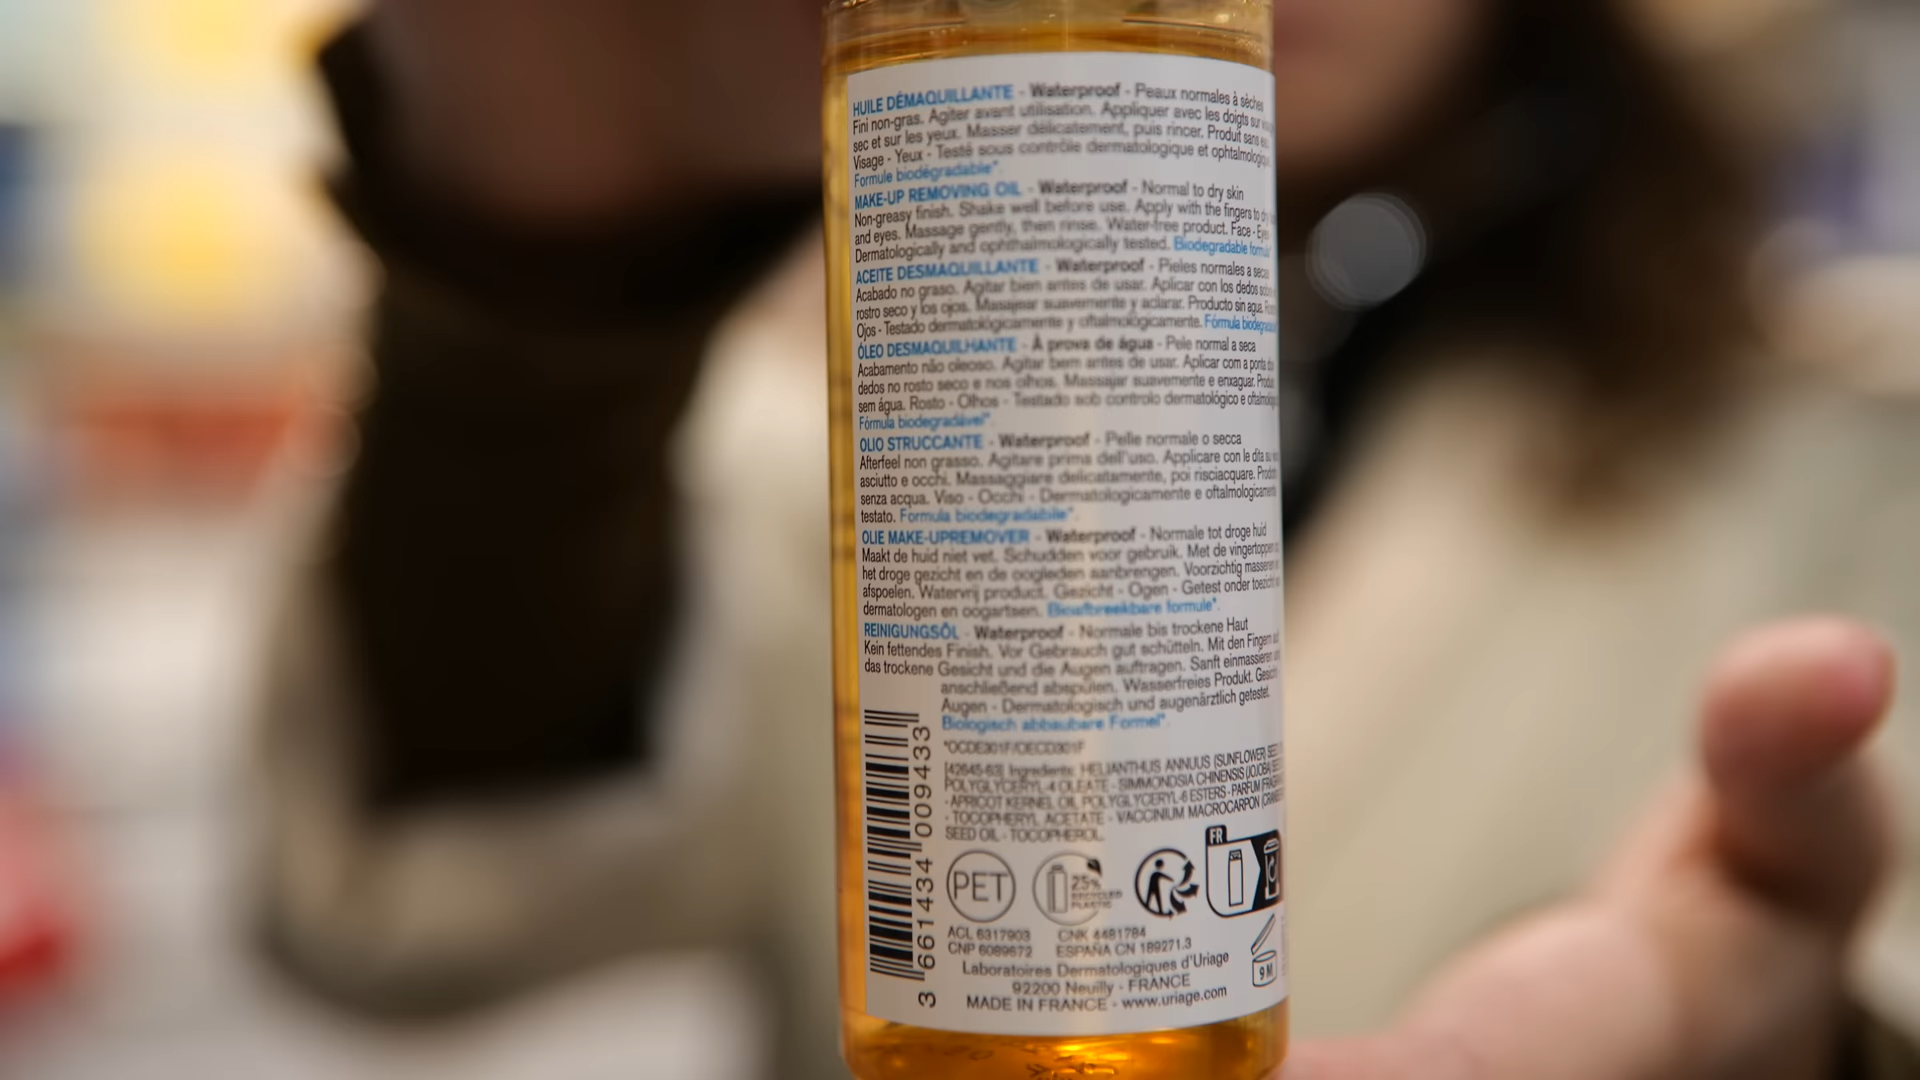 HUILE DÉMAQUILLANTE - Waterproof - Peaux normales à sèches
Fini non-gras. Agiter avant utilisation. Appliquer avec les doigts sur
sec et sur les yeux. Masser délicatement, puis rincer. Produit sans
Visage - Yeux - Testé sous contrôle dermatologique et
Formule biodégradable*.
MAKE-UP REMOVING OIL - Waterproof - Normal to dry skin
Non-greasy finish. Shake well before use. Apply with the fingers to
and eyes. Massage gently, then rinse. Water-free product. Face - Eyes
Dermatologically and ophthalmologically tested. Biodegradable
ACEITE DESMAQUILLANTE - Waterproof - Pieles normales a
Acabado no graso. Agitar bien antes de usar. Aplicar con los dedos
rostro seco y los ojos. Masajear suavemente y aclarar. Producto sin agua.
Ojos - Testado dermatológicamente y oftalmológicamente. Fórmula
ÓLEO DESMAQUILHANTE - À prova de água - Pele normal a seca
Acabamento não oleoso. Agitar bem antes de usar. Aplicar com a ponta
dedos no rosto seco e nos olhos. Massajar suavemente e enxaguar.
sem água. Rosto - Olhos - Testado sob controlo dermatológico e
Fórmula biodegradável*.
OLIO STRUCCANTE - Waterproof - Pelle normale o secca
Afterfeel non grasso. Agitare prima dell'uso. Applicare con le dita
asciutto e occhi. Massaggiare delicatamente, poi risciacquare.
senza acqua. Viso - Occhi - Dermatologicamente e oftalmologicamente
testato. Formula biodegradabile*.
OLIE MAKE-UPREMOVER - Waterproof - Normale tot droge huid
Maakt de huid niet vet. Schudden voor gebruik. Met de vingertoppen
het droge gezicht en de oogleden aanbrengen. Voorzichtig
afspoelen. Watervrij product. Gezicht - Ogen - Getest onder
dermatologen en oogartsen. Bioafbreekbare formule*.
REINIGUNGSÖL - Waterproof - Normale bis trockene Haut
Kein fettendes Finish. Vor Gebrauch gut schütteln. Mit den
das trockene Gesicht und die Augen auftragen. Sanft einmassieren
anschließend abspülen. Wasserfreies Produkt.
Augen - Dermatologisch und augenärztlich getestet.
Biologisch abbaubare Formel*.
*OCDE301F/OECD301F
[42645-63] Ingredients: HELIANTHUS ANNUUS (SUNFLOWER)
POLYGLYCERYL-4 OLEATE - SIMMONDSIA CHINENSIS (JOJOBA)
- APRICOT KERNEL OIL POLYGLYCERYL-6 ESTERS - PARFUM
- TOCOPHERYL ACETATE - VACCINIUM MACROCARPON
SEED OIL - TOCOPHEROL.
3 661434 009433
PET
25%
RECYCLED
PLASTIC
FR
ACL 6317903 CNK 4481784
CNP 6089672 ESPAÑA CN 189271.3
9 M
Laboratoires Dermatologiques d'Uriage
92200 Neuilly - FRANCE
MADE IN FRANCE - www.uriage.com